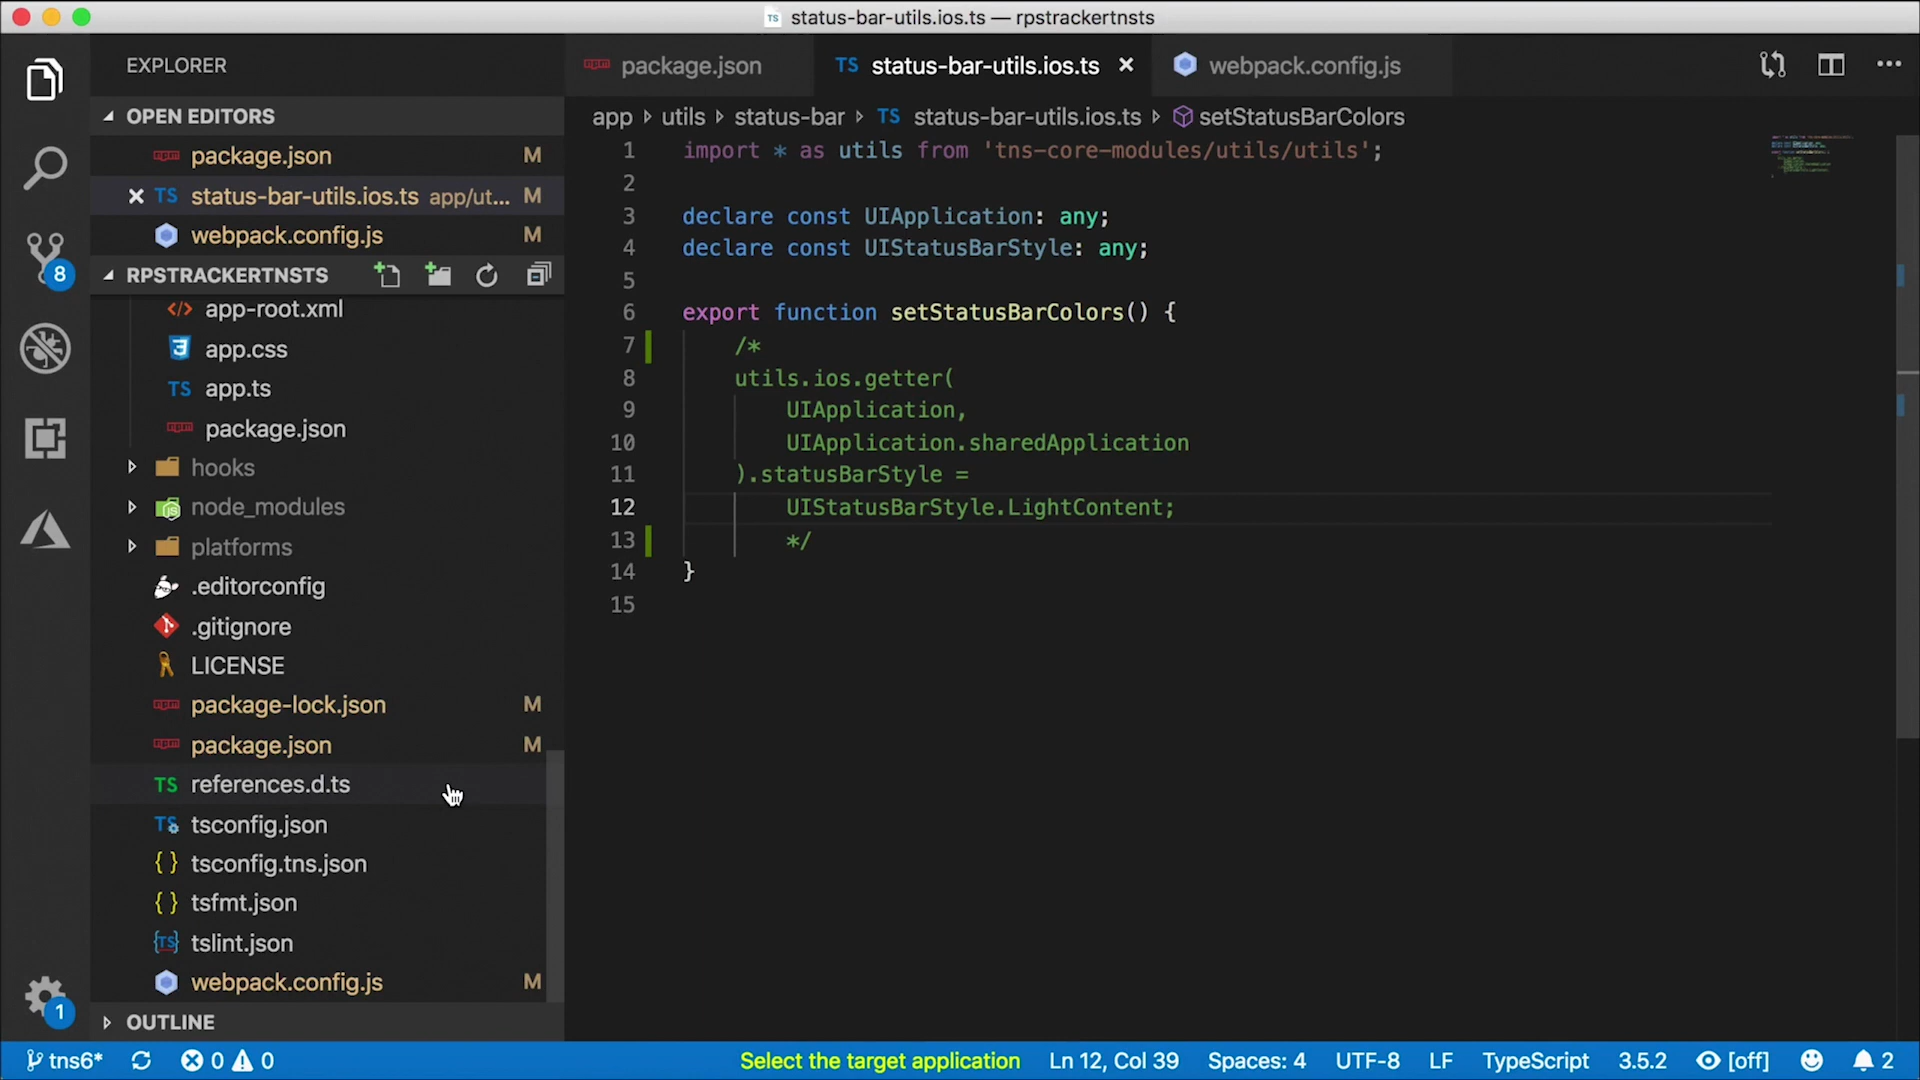 status-bar-utils.ios.ts — rpstrackertnsts
EXPLORER
OPEN EDITORS
package.json M
status-bar-utils.ios.ts app/ut... M
webpack.config.js M
RPSTRACKERTNSTS
app-root.xml
app.css
TS app.ts
package.json
hooks
node_modules
platforms
.editorconfig
.gitignore
LICENSE
package-lock.json M
package.json M
TS references.d.ts
tsconfig.json
{ } tsconfig.tns.json
{ } tsfmt.json
tslint.json
webpack.config.js M
OUTLINE
8
1
package.json
TS status-bar-utils.ios.ts
webpack.config.js
app utils status-bar TS status-bar-utils.ios.ts setStatusBarColors
1 import * as utils from 'tns-core-modules/utils/utils';
2
3 declare const UIApplication: any;
4 declare const UIStatusBarStyle: any;
5
6 export function setStatusBarColors() {
7 /*
8 utils.ios.getter(
9 UIApplication,
10 UIApplication.sharedApplication
11 ).statusBarStyle =
12 UIStatusBarStyle.LightContent;
13 */
14 }
15
tns6* 0 0 Select the target application Ln 12, Col 39 Spaces: 4 UTF-8 LF TypeScript 3.5.2 [off] 2